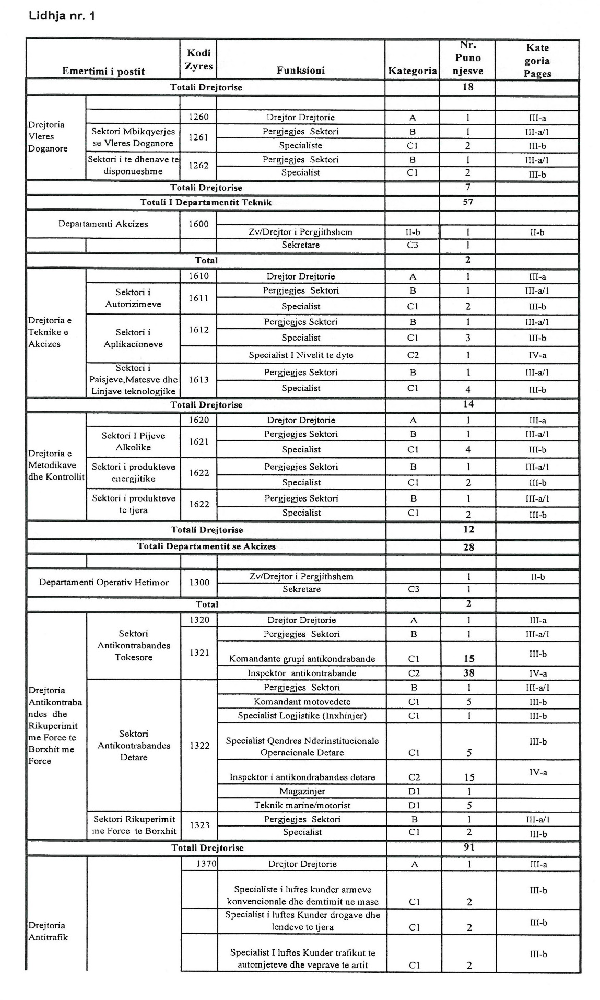 Lidhja nr. 1
Emertimi i postit Kodi Zyres Funksioni Kategoria Nr. Puno njesve Kate goria Pages
Totali Drejtorise 18
Drejtoria Vleres Doganore
1260 Drejtor Drejtorie A 1 III-a
Sektori Mbikqyerjes se Vleres Doganore 1261 Pergjegjes Sektori B 1 III-a/1
Specialiste C1 2 III-b
Sektori i te dhenave te disponueshme 1262 Pergjegjes Sektori B 1 III-a/1
Specialist C1 2 III-b
Totali Drejtorise 7
Totali I Departamentit Teknik 57
Departamenti Akcizes 1600
Zv/Drejtor i Pergjithshem II-b 1 II-b
Sekretare C3 1
Total 2
Drejtoria e Teknike e Akcizes
1610 Drejtor Drejtorie A 1 III-a
Sektori i Autorizimeve 1611 Pergjegjes Sektori B 1 III-a/1
Specialist C1 2 III-b
Sektori i Aplikacioneve 1612 Pergjegjes Sektori B 1 III-a/1
Specialist C1 3 III-b
Specialist I Nivelit te dyte C2 1 IV-a
Sektori i Paisjeve,Matesve dhe Linjave teknologjike 1613 Pergjegjes Sektori B 1 III-a/1
Specialist C1 4 III-b
Totali Drejtorise 14
Drejtoria e Metodikave dhe Kontrollit
1620 Drejtor Drejtorie A 1 III-a
Sektori I Pijeve Alkolike 1621 Pergjegjes Sektori B 1 III-a/1
Specialist C1 4 III-b
Sektori i produkteve energjitike 1622 Pergjegjes Sektori B 1 III-a/1
Specialist C1 2 III-b
Sektori i produkteve te tjera 1622 Pergjegjes Sektori B 1 III-a/1
Specialist C1 2 III-b
Totali Drejtorise 12
Totali Departamentit se Akcizes 28
Departamenti Operativ Hetimor 1300 Zv/Drejtor i Pergjithshem 1 II-b
Sekretare C3 1
Total 2
Drejtoria Antikontraba ndes dhe Rikuperimit me Force te Borxhit me Force
Sektori Antikontrabandes Tokesore
1320 Drejtor Drejtorie A 1 III-a
1321 Pergjegjes Sektori B 1 III-a/1
Komandante grupi antikondrabande C1 15 III-b
Inspektor antikontrabande C2 38 IV-a
Sektori Antikontrabandes Detare 1322
Pergjegjes Sektori B 1 III-a/1
Komandant motovedete C1 5 III-b
Specialist Logjistike (Inxhinjer) C1 1 III-b
Specialist Qendres Nderinstitucionale Operacionale Detare C1 5 III-b
Inspektor i antikondrabandes detare C2 15 IV-a
Magazinjer D1 1
Teknik marine/motorist D1 5
Sektori Rikuperimit me Force te Borxhit 1323 Pergjegjes Sektori B 1 III-a/1
Specialist C1 2 III-b
Totali Drejtorise 91
Drejtoria Antitrafik
1370 Drejtor Drejtorie A 1 III-a
Specialiste i luftes kunder armeve konvencionale dhe demtimit ne mase C1 2 III-b
Specialist i luftes Kunder drogave dhe lendeve te tjera C1 2 III-b
Specialist I luftes Kunder trafikut te automjeteve dhe veprave te artit C1 2 III-b